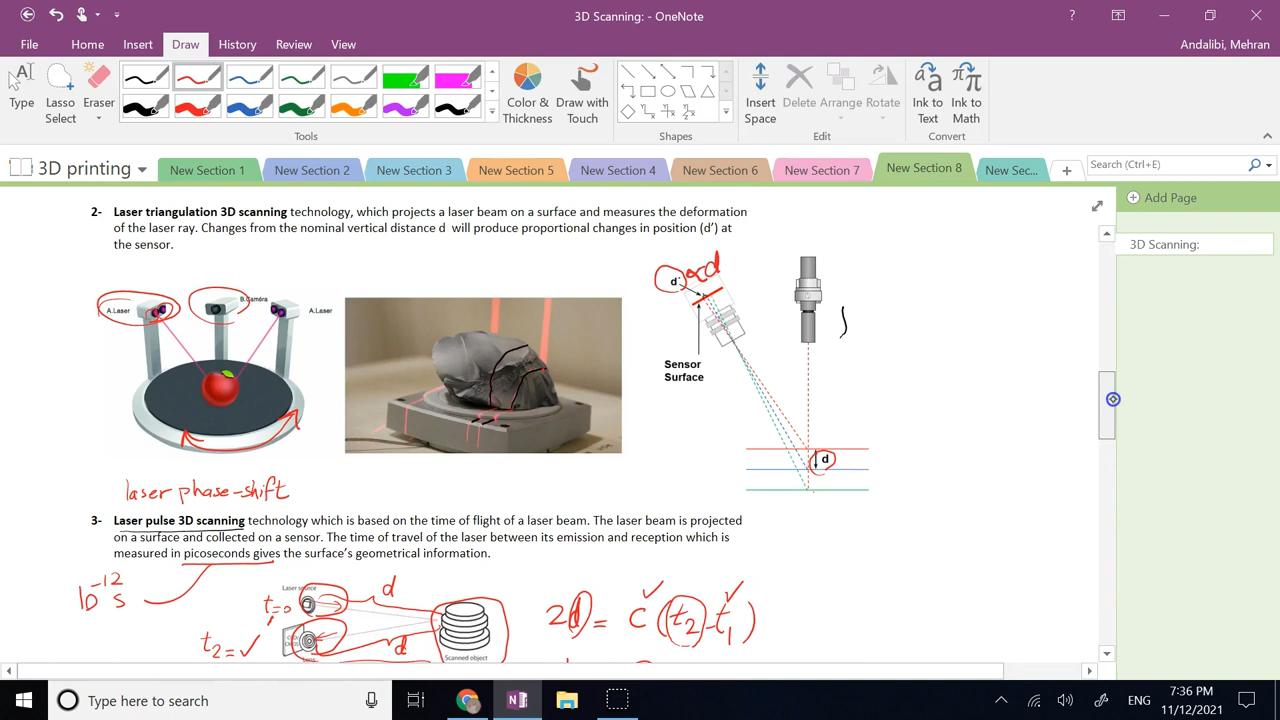 3D Scanning: - OneNote
File Home Insert Draw History Review View
Andalibi, Mehran
Type
Lasso Select
Eraser
Color & Thickness
Draw with Touch
Insert Space
Delete
Arrange
Rotate
Ink to Text
Ink to Math
Tools
Shapes
Edit
Convert
3D printing
New Section 1
New Section 2
New Section 3
New Section 4
New Section 5
New Section 4
New Section 6
New Section 7
New Section 8
New Sec...
Search (Ctrl+E)
Add Page
3D Scanning:
2- Laser triangulation 3D scanning technology, which projects a laser beam on a surface and measures the deformation
of the laser ray. Changes from the nominal vertical distance d will produce proportional changes in position (d’) at
the sensor.
A.Laser
B.Caméra
A.Laser
d' ∝ d
Sensor
Surface
d
laser phase-shift
3- Laser pulse 3D scanning technology which is based on the time of flight of a laser beam. The laser beam is projected
on a surface and collected on a sensor. The time of travel of the laser between its emission and reception which is
measured in picoseconds gives the surface’s geometrical information.
10⁻¹² s
Laser source
t=0
d
t₂ = ✓
d
Lens
Scanned object
2d = c (t₂ - t₁)
Type here to search
ENG
7:36 PM
11/12/2021